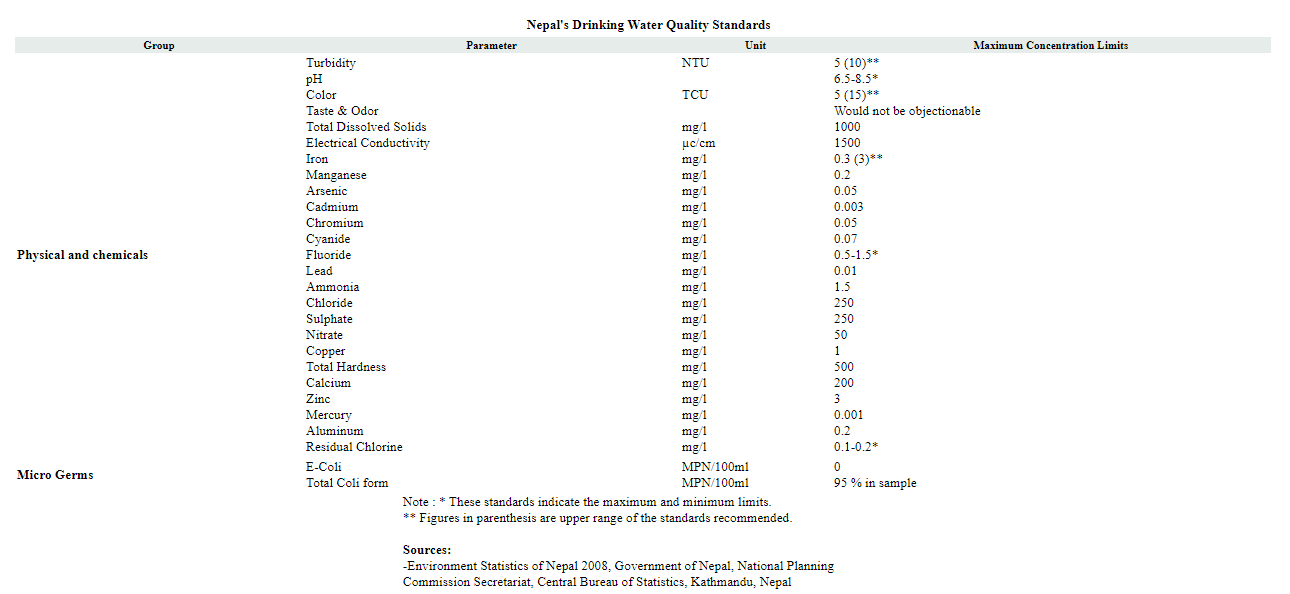 Nepal's Drinking Water Quality Standards
Group Parameter Unit Maximum Concentration Limits
Turbidity NTU 5 (10)**
pH 6.5-8.5*
Color TCU 5 (15)**
Taste & Odor Would not be objectionable
Total Dissolved Solids mg/l 1000
Electrical Conductivity µc/cm 1500
Iron mg/l 0.3 (3)**
Manganese mg/l 0.2
Arsenic mg/l 0.05
Cadmium mg/l 0.003
Chromium mg/l 0.05
Cyanide mg/l 0.07
Physical and chemicals Fluoride mg/l 0.5-1.5*
Lead mg/l 0.01
Ammonia mg/l 1.5
Chloride mg/l 250
Sulphate mg/l 250
Nitrate mg/l 50
Copper mg/l 1
Total Hardness mg/l 500
Calcium mg/l 200
Zinc mg/l 3
Mercury mg/l 0.001
Aluminum mg/l 0.2
Residual Chlorine mg/l 0.1-0.2*
Micro Germs
E-Coli MPN/100ml 0
Total Coli form MPN/100ml 95 % in sample
Note : * These standards indicate the maximum and minimum limits.
** Figures in parenthesis are upper range of the standards recommended.
Sources:
-Environment Statistics of Nepal 2008, Government of Nepal, National Planning
Commission Secretariat, Central Bureau of Statistics, Kathmandu, Nepal